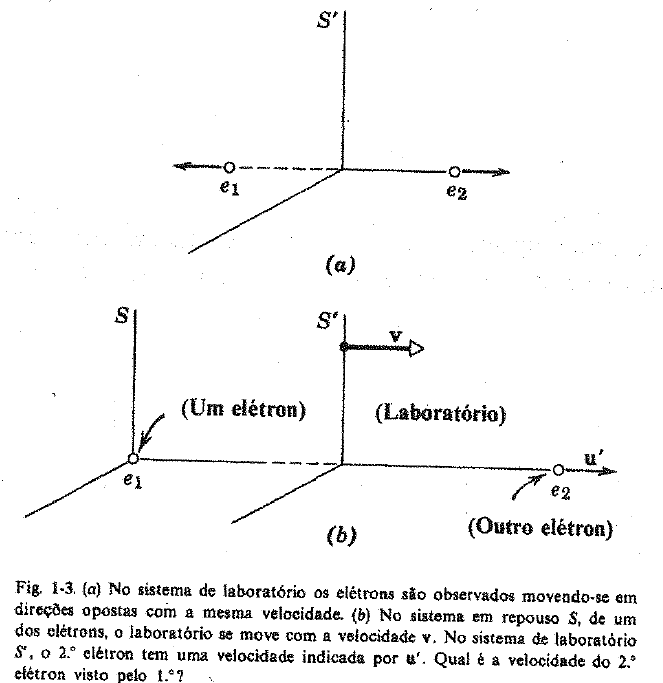 S'
e1
e2
(a)
S
S'
v
(Um elétron)
(Laboratório)
e1
u'
e2
(b)
(Outro elétron)
Fig. 1-3. (a) No sistema de laboratório os elétrons são observados movendo-se em
direções opostas com a mesma velocidade. (b) No sistema em repouso S, de um
dos elétrons, o laboratório se move com a velocidade v. No sistema de laboratório
S', o 2.° elétron tem uma velocidade indicada por u'. Qual é a velocidade do 2.°
elétron visto pelo 1.°?